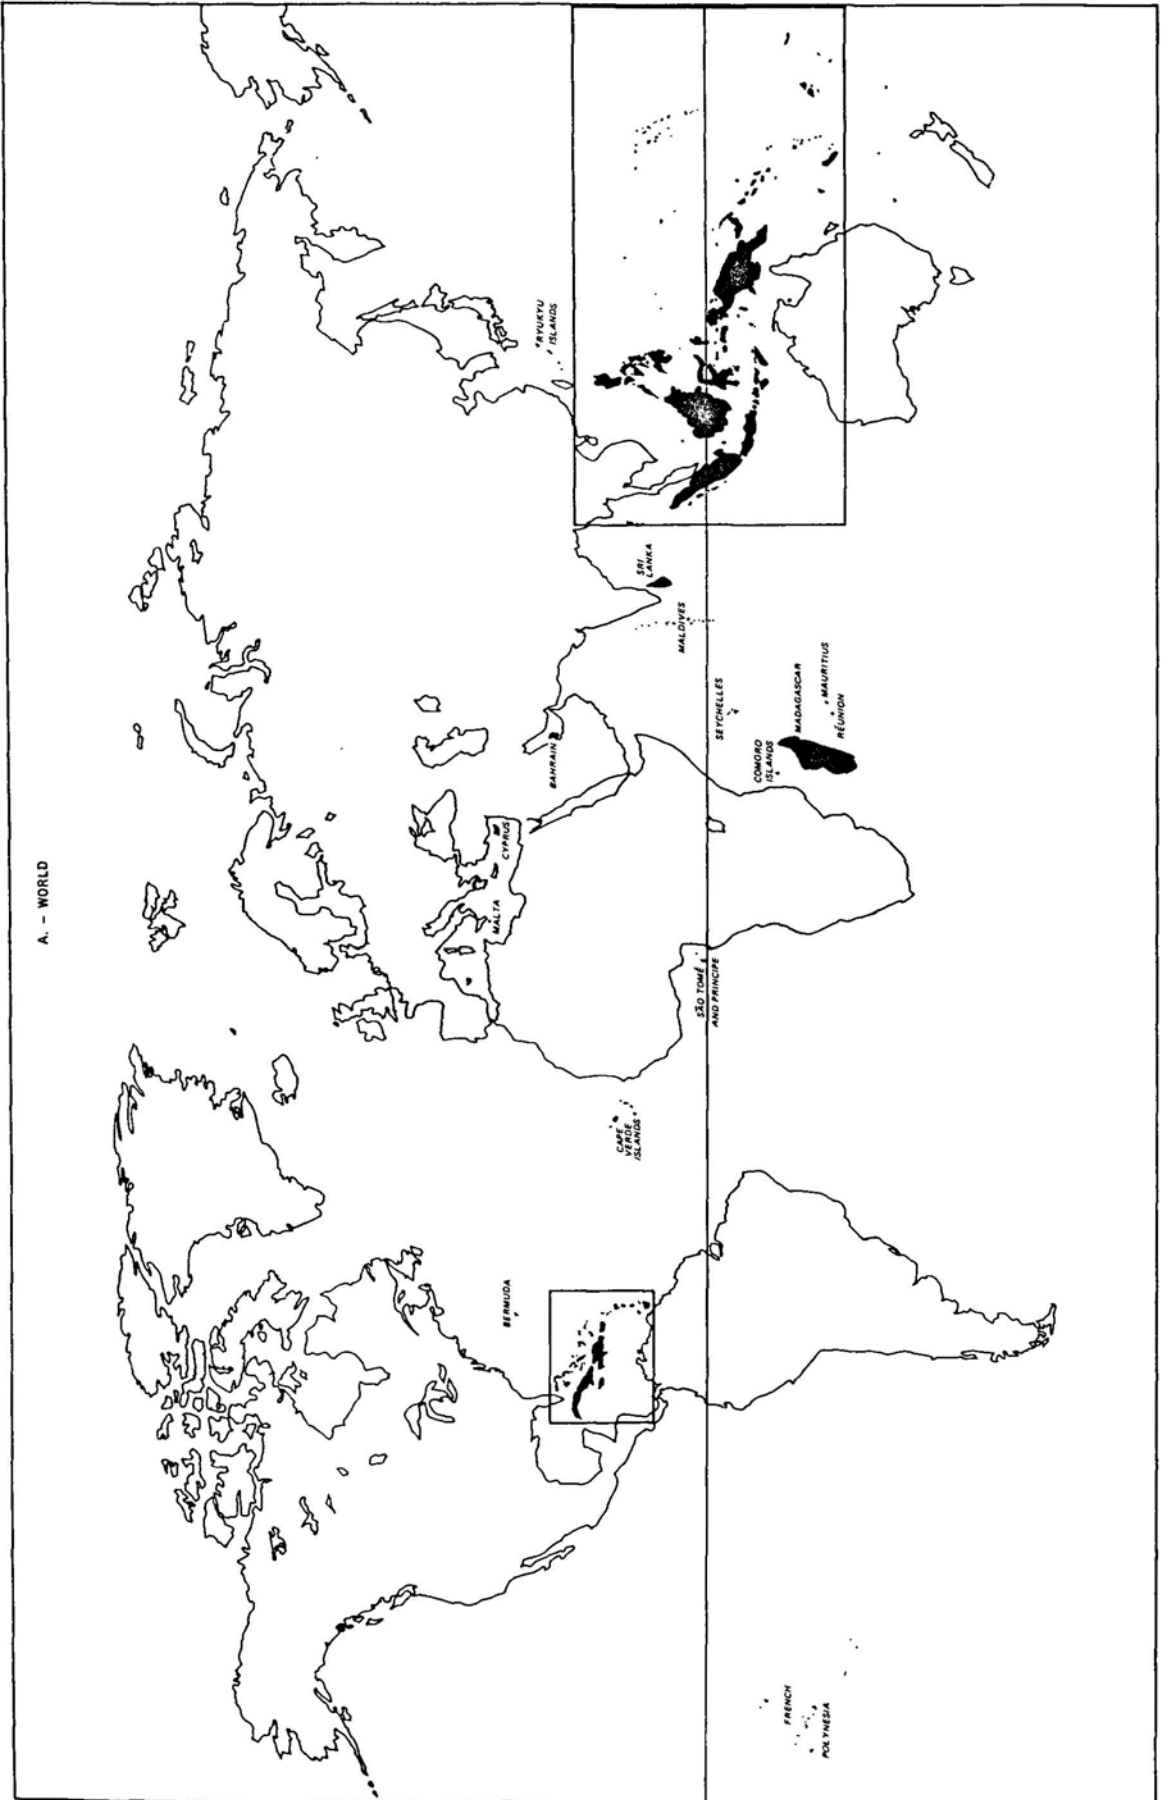 A. - WORLD
BERMUDA
CAPE
VERDE
ISLANDS
FRENCH
POLYNESIA
SÃO TOMÉ
AND PRINCIPE
MALTA
CYPRUS
BAHRAIN
COMORO
ISLANDS
SEYCHELLES
MADAGASCAR
MAURITIUS
RÉUNION
MALDIVES
SRI
LANKA
RYUKYU
ISLANDS